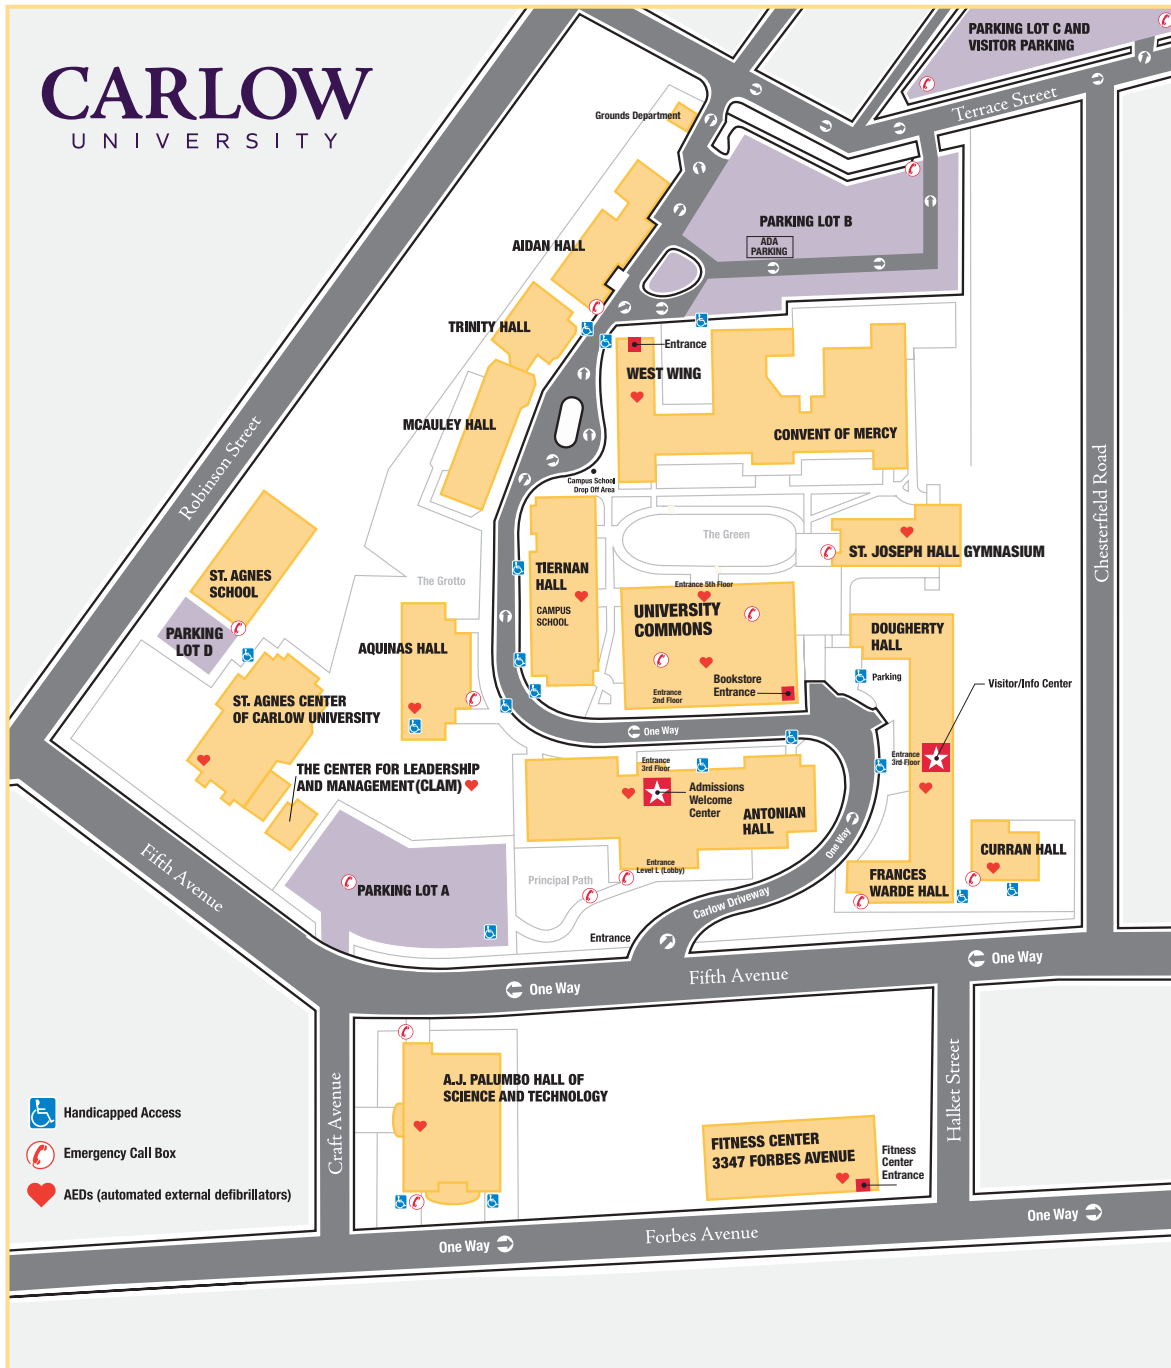 CARLOW
UNIVERSITY
PARKING LOT C AND
VISITOR PARKING
Terrace Street
Grounds Department
PARKING LOT B
ADA
PARKING
AIDAN HALL
TRINITY HALL
Entrance
WEST WING
MCAULEY HALL
CONVENT OF MERCY
Robinson Street
Chesterfield Road
Campus School
Drop Off Area
The Green
ST. JOSEPH HALL GYMNASIUM
TIERNAN
HALL
CAMPUS
SCHOOL
The Grotto
ST. AGNES
SCHOOL
Entrance 5th Floor
UNIVERSITY
COMMONS
PARKING
LOT D
AQUINAS HALL
DOUGHERTY
HALL
Parking
Bookstore
Entrance
Entrance
2nd Floor
Visitor/Info Center
ST. AGNES CENTER
OF CARLOW UNIVERSITY
One Way
Entrance
3rd Floor
Entrance
3rd Floor
THE CENTER FOR LEADERSHIP
AND MANAGEMENT (CLAM)
Admissions
Welcome
Center
ANTONIAN
HALL
One Way
CURRAN HALL
Fifth Avenue
Entrance
Level L (Lobby)
FRANCES
WARDE HALL
Principal Path
PARKING LOT A
Carlow Driveway
Entrance
Fifth Avenue
One Way
One Way
A.J. PALUMBO HALL OF
SCIENCE AND TECHNOLOGY
Craft Avenue
Halket Street
Handicapped Access
Emergency Call Box
AEDs (automated external defibrillators)
FITNESS CENTER
3347 FORBES AVENUE
Fitness
Center
Entrance
One Way
Forbes Avenue
One Way